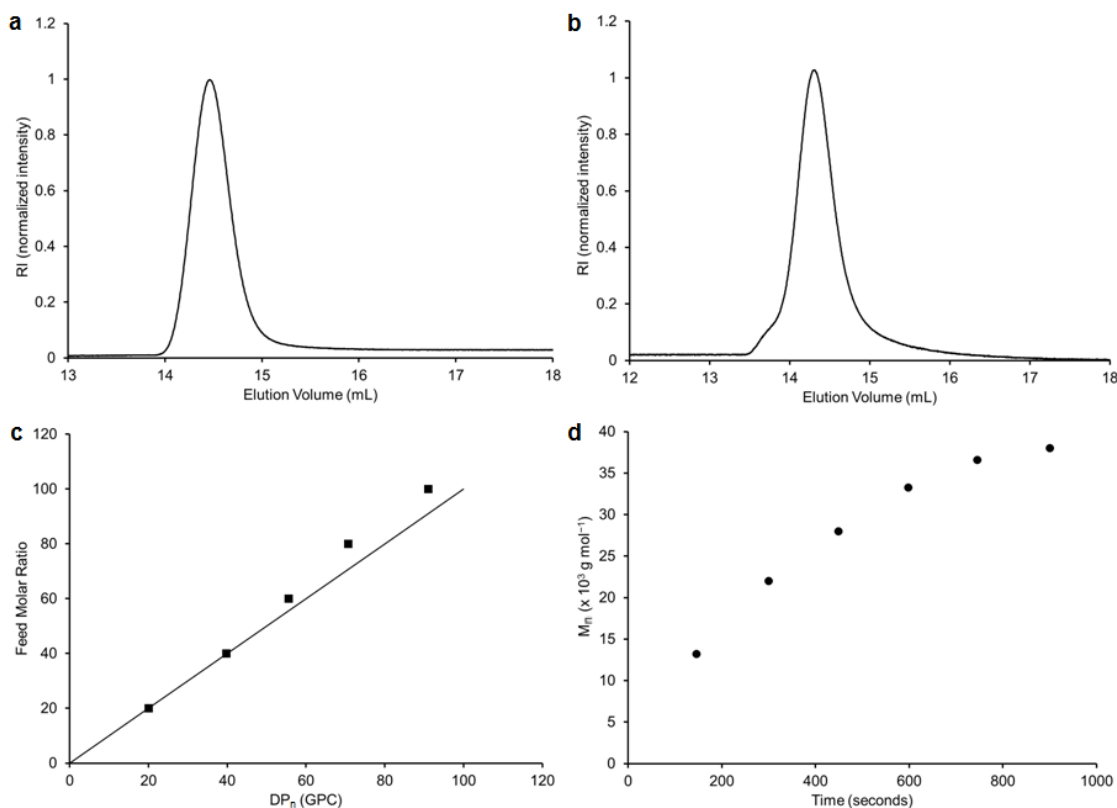 a
1.2
1
0.8
0.6
0.4
0.2
0
RI (normalized intensity)
13 14 15 16 17 18
Elution Volume (mL)
b
1.2
1
0.8
0.6
0.4
0.2
0
RI (normalized intensity)
12 13 14 15 16 17 18
Elution Volume (mL)
c
120
100
80
60
40
20
0
Feed Molar Ratio
0 20 40 60 80 100 120
DPn (GPC)
d
40
35
30
25
20
15
10
5
0
Mn (x 10³ g mol⁻¹)
0 200 400 600 800 1000
Time (seconds)